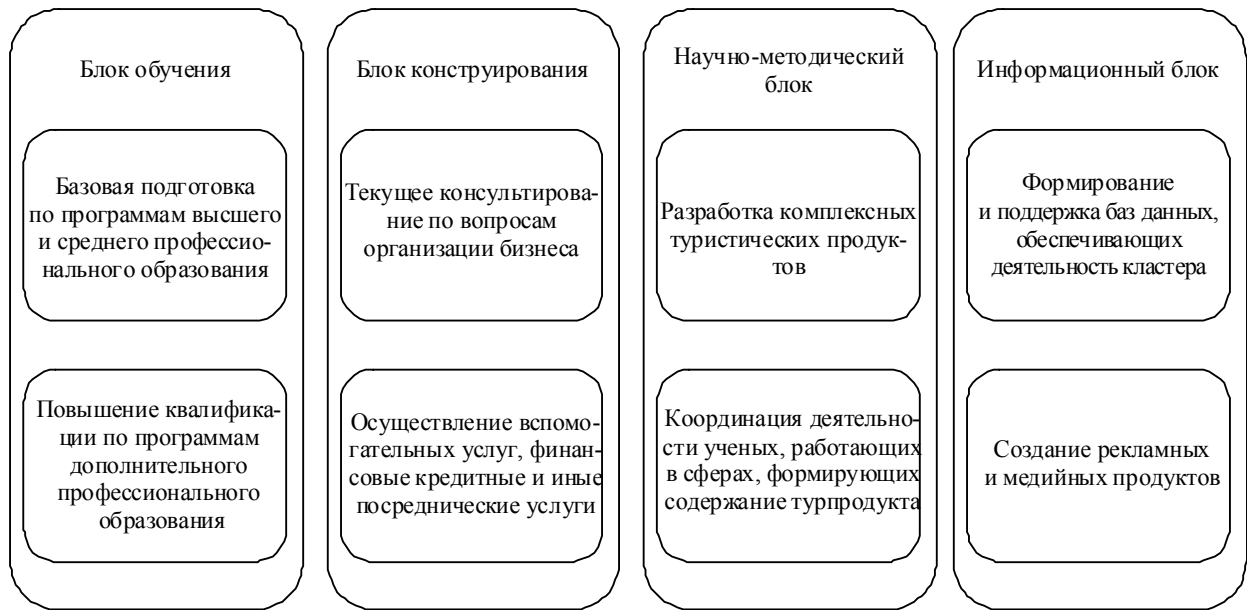 Блок обучения
Базовая подготовка
по программам высшего
и среднего профессио-
нального образования
Повышение квалифика-
ции по программам
дополнительного
профессионального
образования
Блок конструирования
Текущее консультирова-
ние по вопросам
организации бизнеса
Осуществление вспомо-
гательных услуг, финан-
совые кредитные и иные
посреднические услуги
Научно-методический
блок
Разработка комплексных
туристических продук-
тов
Координация деятельно-
сти ученых, работающих
в сферах, формирующих
содержание турпродукта
Информационный блок
Формирование
и поддержка баз данных,
обеспечивающих
деятельность кластера
Создание рекламных
и медийных продуктов